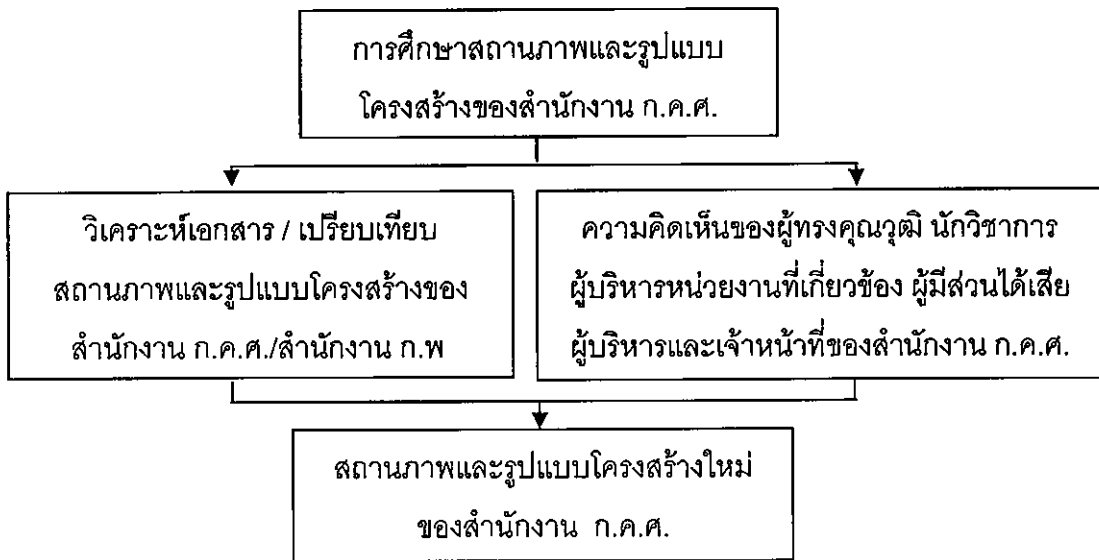 การศึกษาสถานภาพและรูปแบบ
โครงสร้างของสำนักงาน ก.ค.ศ.
วิเคราะห์เอกสาร / เปรียบเทียบ
สถานภาพและรูปแบบโครงสร้างของ
สำนักงาน ก.ค.ศ./สำนักงาน ก.พ
ความคิดเห็นของผู้ทรงคุณวุฒิ นักวิชาการ
ผู้บริหารหน่วยงานที่เกี่ยวข้อง ผู้มีส่วนได้เสีย
ผู้บริหารและเจ้าหน้าที่ของสำนักงาน ก.ค.ศ.
สถานภาพและรูปแบบโครงสร้างใหม่
ของสำนักงาน ก.ค.ศ.